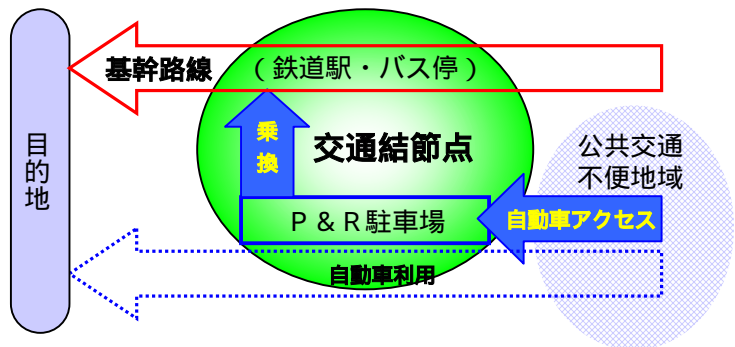 基幹路線 (鉄道駅・バス停)
目的地
乗換
交通結節点
公共交通
不便地域
P&R駐車場
自動車アクセス
自動車利用